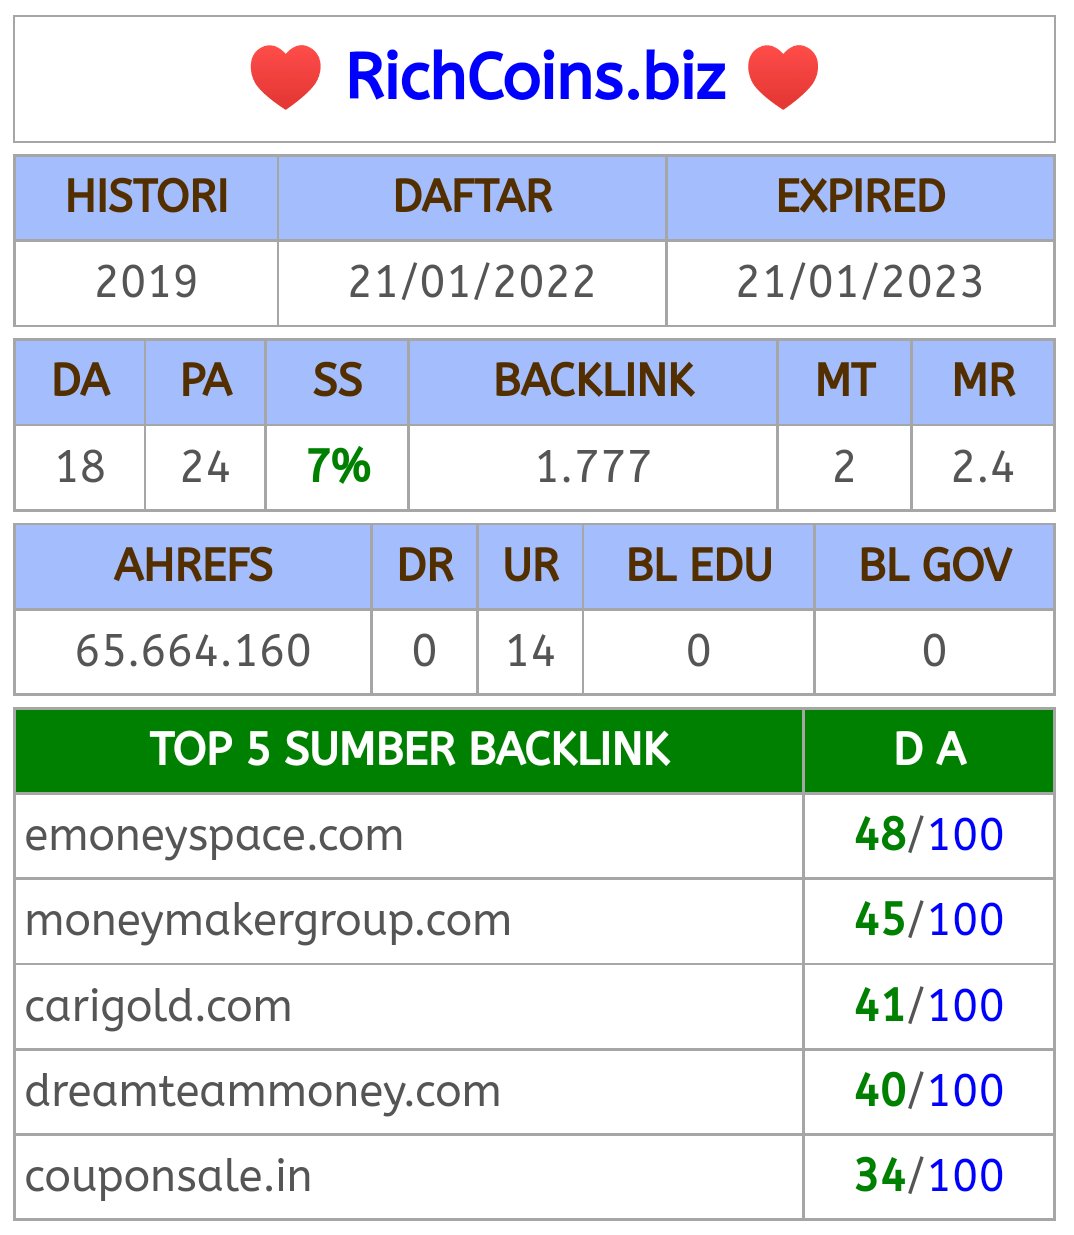 ❤️ RichCoins.biz ❤️
HISTORI DAFTAR EXPIRED
2019 21/01/2022 21/01/2023
DA PA SS BACKLINK MT MR
18 24 7% 1.777 2 2.4
AHREFS DR UR BL EDU BL GOV
65.664.160 0 14 0 0
TOP 5 SUMBER BACKLINK D A
emoneyspace.com 48/100
moneymakergroup.com 45/100
carigold.com 41/100
dreamteammoney.com 40/100
couponsale.in 34/100